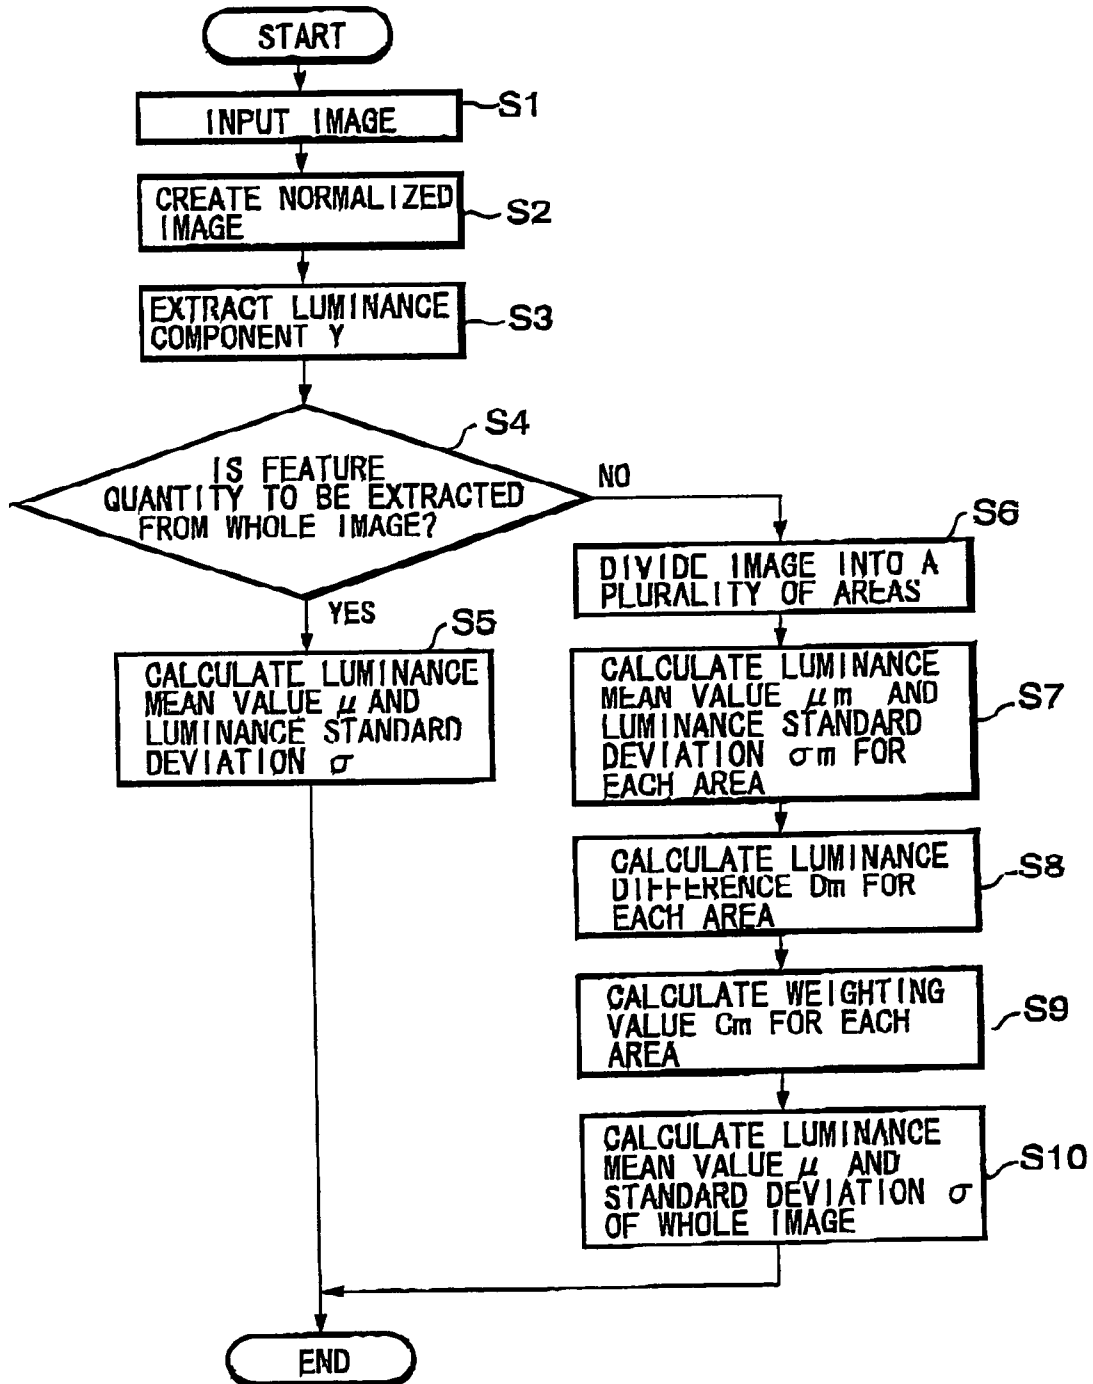 START
INPUT IMAGE
S1
CREATE NORMALIZED
IMAGE
S2
EXTRACT LUMINANCE
COMPONENT Y
S3
S4
IS FEATURE
QUANTITY TO BE EXTRACTED
FROM WHOLE IMAGE?
NO
YES
S5
CALCULATE LUMINANCE
MEAN VALUE μ AND
LUMINANCE STANDARD
DEVIATION σ
S6
DIVIDE IMAGE INTO A
PLURALITY OF AREAS
CALCULATE LUMINANCE
MEAN VALUE μm AND
LUMINANCE STANDARD
DEVIATION σm FOR
EACH AREA
S7
CALCULATE LUMINANCE
DIFFERENCE Dm FOR
EACH AREA
S8
CALCULATE WEIGHTING
VALUE Cm FOR EACH
AREA
S9
CALCULATE LUMINANCE
MEAN VALUE μ AND
STANDARD DEVIATION σ
OF WHOLE IMAGE
S10
END